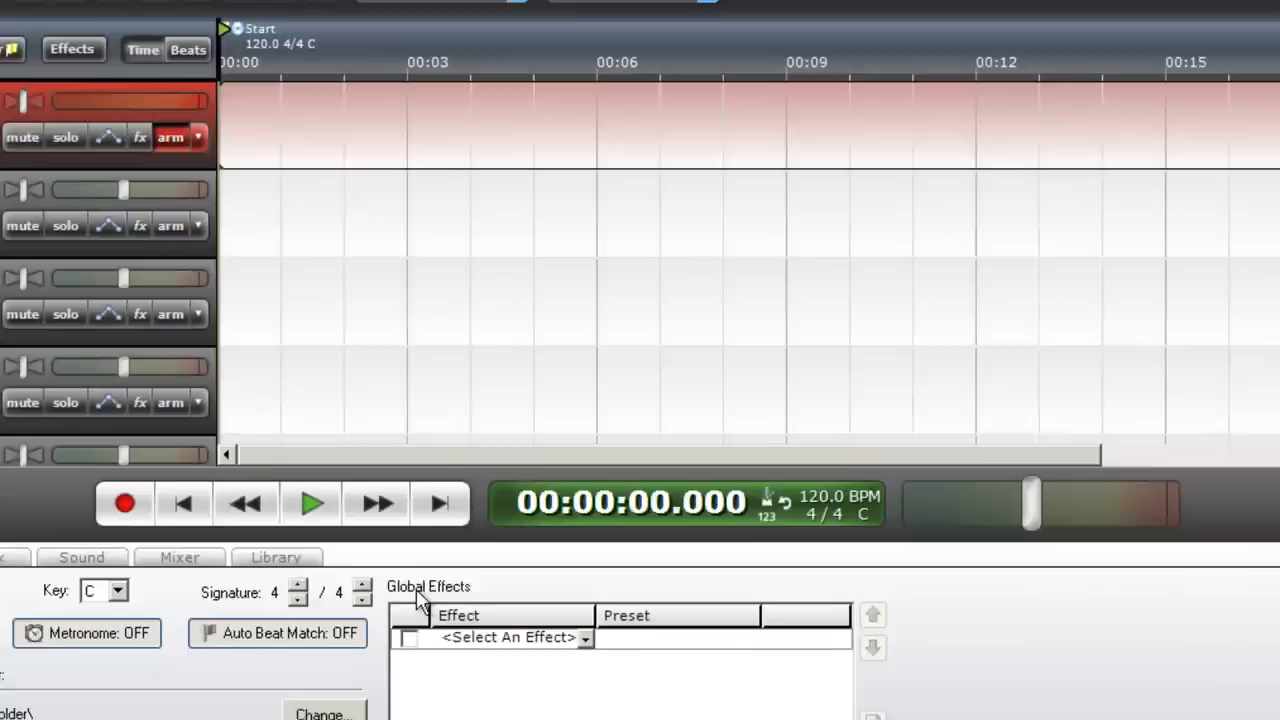 Start
120.0 4/4 C
Effects
Time
Beats
00:00 00:03 00:06 00:09 00:12 00:15
mute solo fx arm
mute solo fx arm
mute solo fx arm
mute solo fx arm
00:00:00.000
123
120.0 BPM
4 / 4 C
Sound
Mixer
Library
Key: C
Signature: 4 / 4
Global Effects
Effect
Preset
Metronome: OFF
Auto Beat Match: OFF
<Select An Effect>
older\
Change...